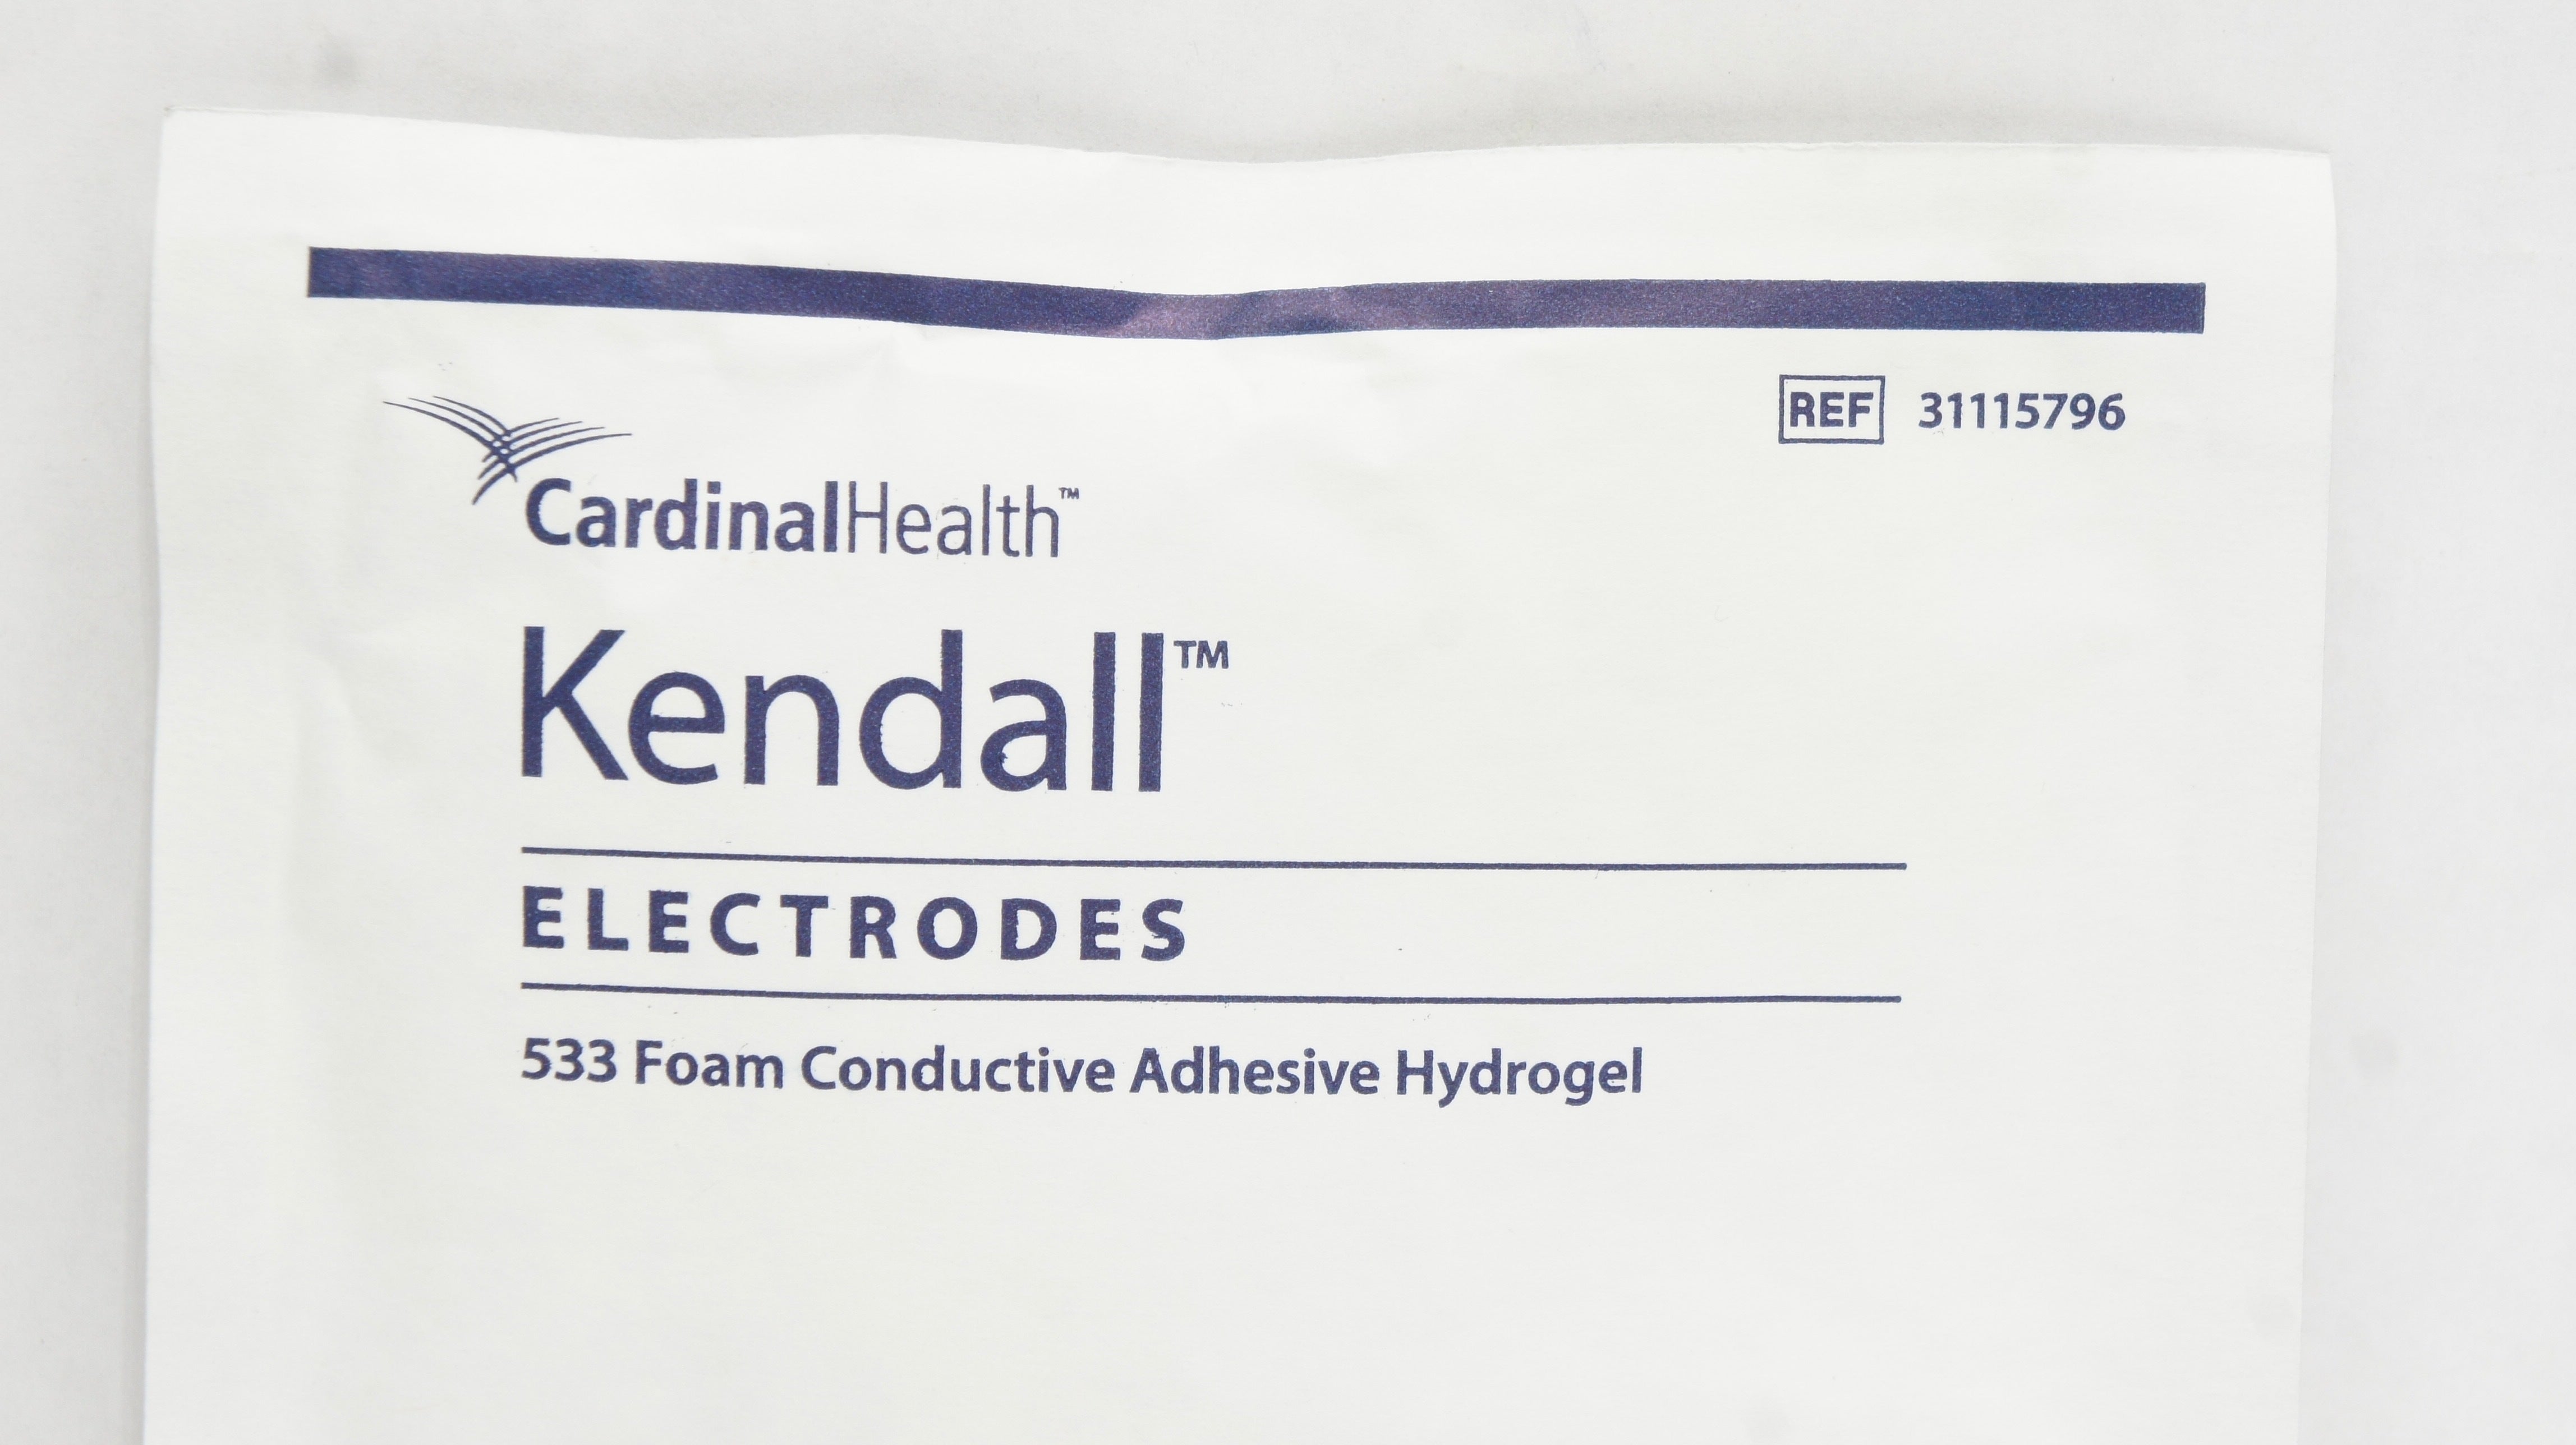 REF 31115796
CardinalHealth™
Kendall™
ELECTRODES
533 Foam Conductive Adhesive Hydrogel